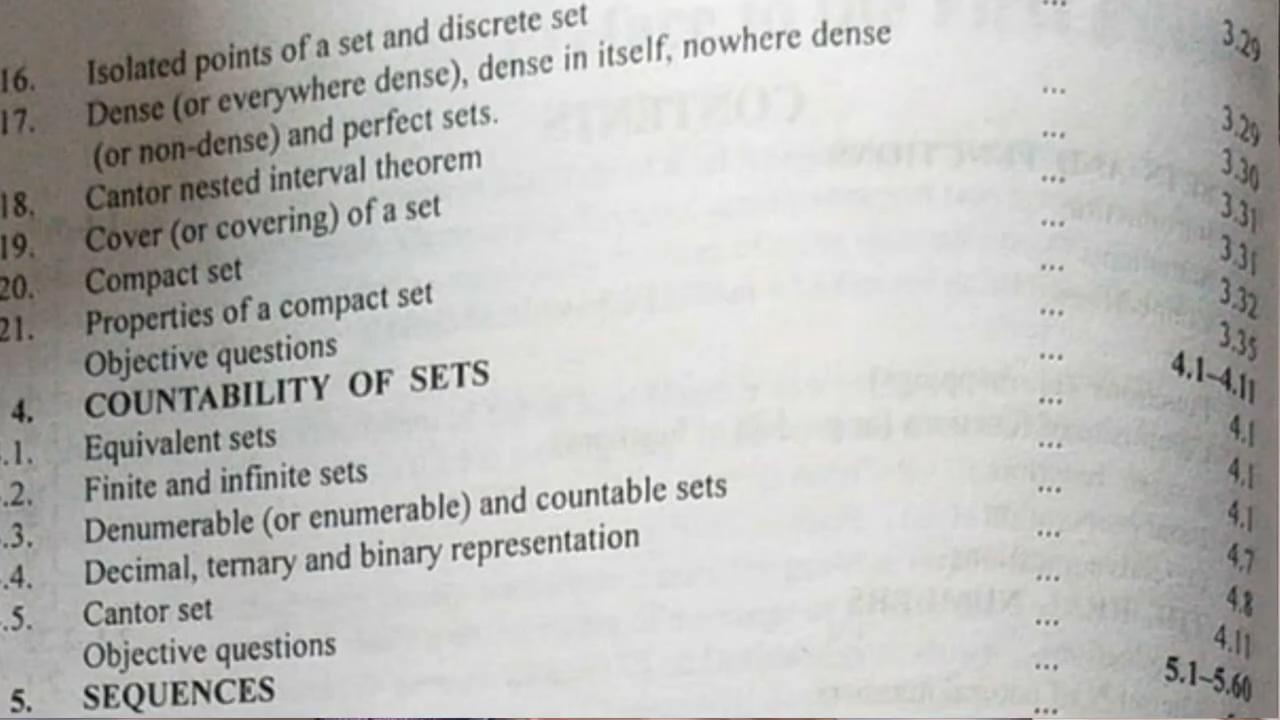 16. Isolated points of a set and discrete set ... 3.29
17. Dense (or everywhere dense), dense in itself, nowhere dense
(or non-dense) and perfect sets. ... 3.29
18. Cantor nested interval theorem ... 3.30
19. Cover (or covering) of a set ... 3.31
20. Compact set ... 3.31
21. Properties of a compact set ... 3.32
Objective questions ... 3.35
4. COUNTABILITY OF SETS ... 4.1–4.11
.1. Equivalent sets ... 4.1
.2. Finite and infinite sets ... 4.1
.3. Denumerable (or enumerable) and countable sets ... 4.1
.4. Decimal, ternary and binary representation ... 4.7
.5. Cantor set ... 4.8
Objective questions ... 4.11
5. SEQUENCES ... 5.1–5.60